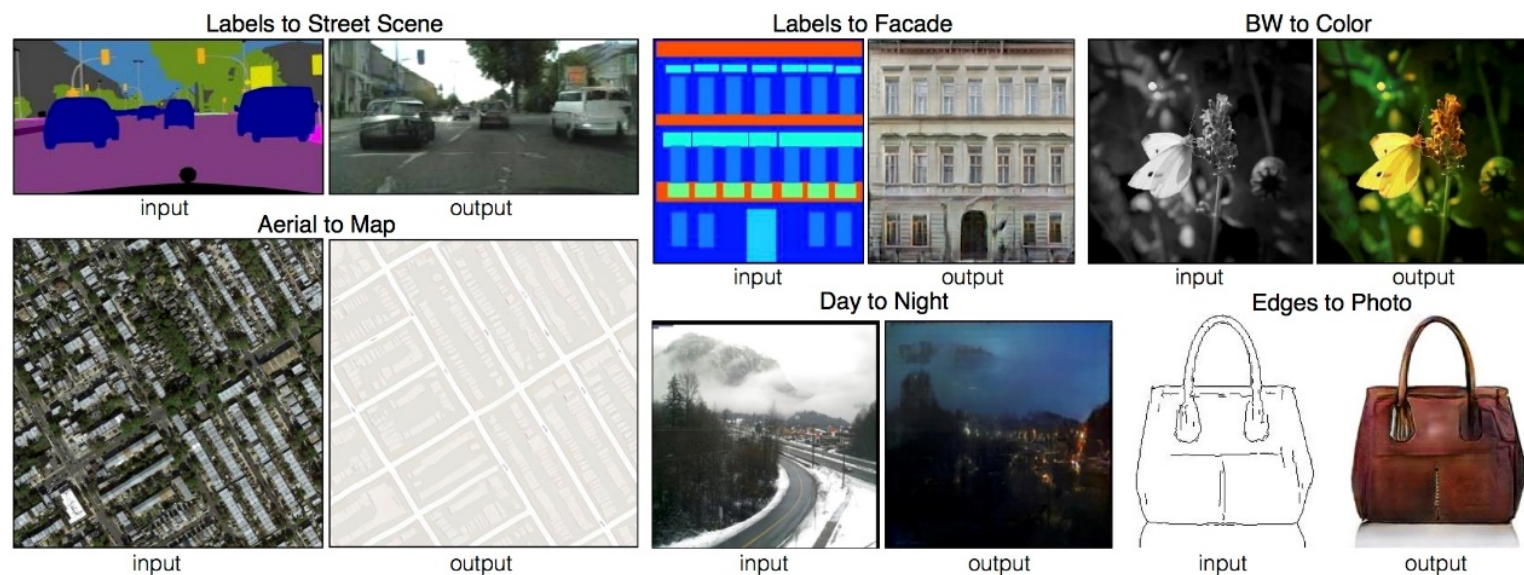 Labels to Street Scene
input
output
Aerial to Map
input
output
Labels to Facade
input
output
Day to Night
input
output
BW to Color
input
output
Edges to Photo
input
output